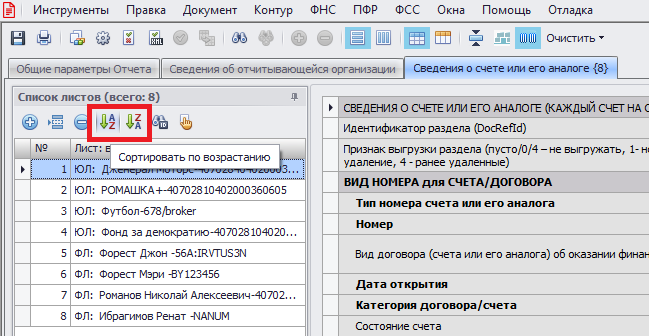 Инструменты Правка Документ Контур ФНС ПФР ФСС Окна Помощь Отладка
Очистить
Общие параметры Отчета Сведения об отчитывающейся организации Сведения о счете или его аналоге {8}
Список листов (всего: 8)
№ Лист: в
Сортировать по возрастанию
1 ЮЛ: Дженерал Моторс-407028104020003...
2 ЮЛ: РОМАШКА+-40702810402000360605
3 ЮЛ: Футбол-678/broker
4 ЮЛ: Фонд за демократию-407028104020...
5 ФЛ: Форест Джон -56A:IRVTUS3N
6 ФЛ: Форест Мэри -BY123456
7 ФЛ: Романов Николай Алексеевич-40702...
8 ФЛ: Ибрагимов Ренат -NANUM
СВЕДЕНИЯ О СЧЕТЕ ИЛИ ЕГО АНАЛОГЕ (КАЖДЫЙ СЧЕТ НА О
Идентификатор раздела (DocRefId)
Признак выгрузки раздела (пусто/0/4 – не выгружать, 1- но
удаление, 4 - ранее удаленные)
ВИД НОМЕРА для СЧЕТА/ДОГОВОРА
Тип номера счета или его аналога
Номер
Вид договора (счета или его аналога) об оказании финан
Дата открытия
Категория договора/счета
Состояние счета